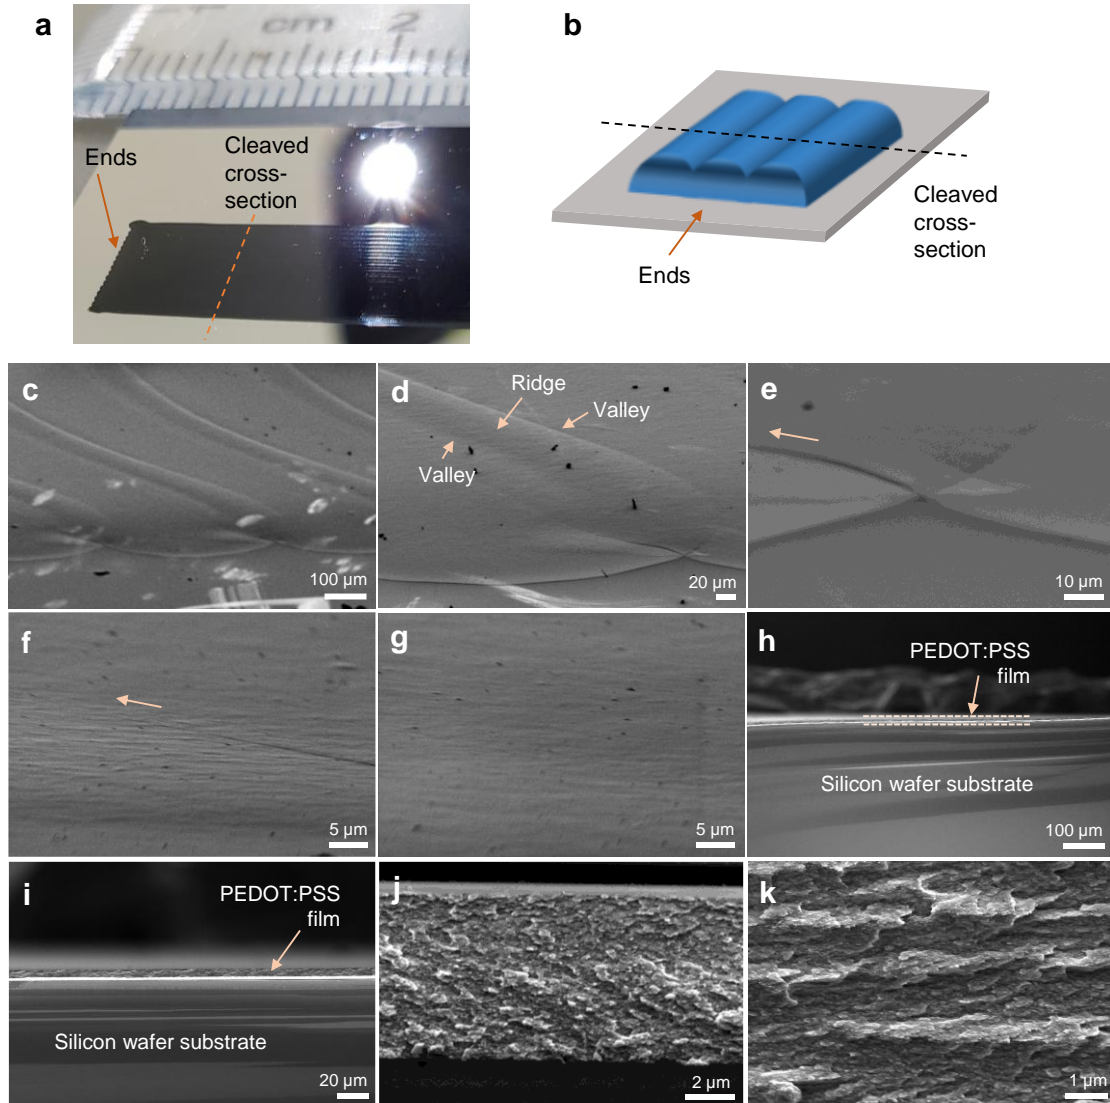 a
cm 2
Ends
Cleaved
cross-
section
b
Cleaved
cross-
section
Ends
c
100 µm
d
Ridge
Valley
Valley
20 µm
e
10 µm
f
5 µm
g
5 µm
h
PEDOT:PSS
film
Silicon wafer substrate
100 µm
i
PEDOT:PSS
film
Silicon wafer substrate
20 µm
j
2 µm
k
1 µm